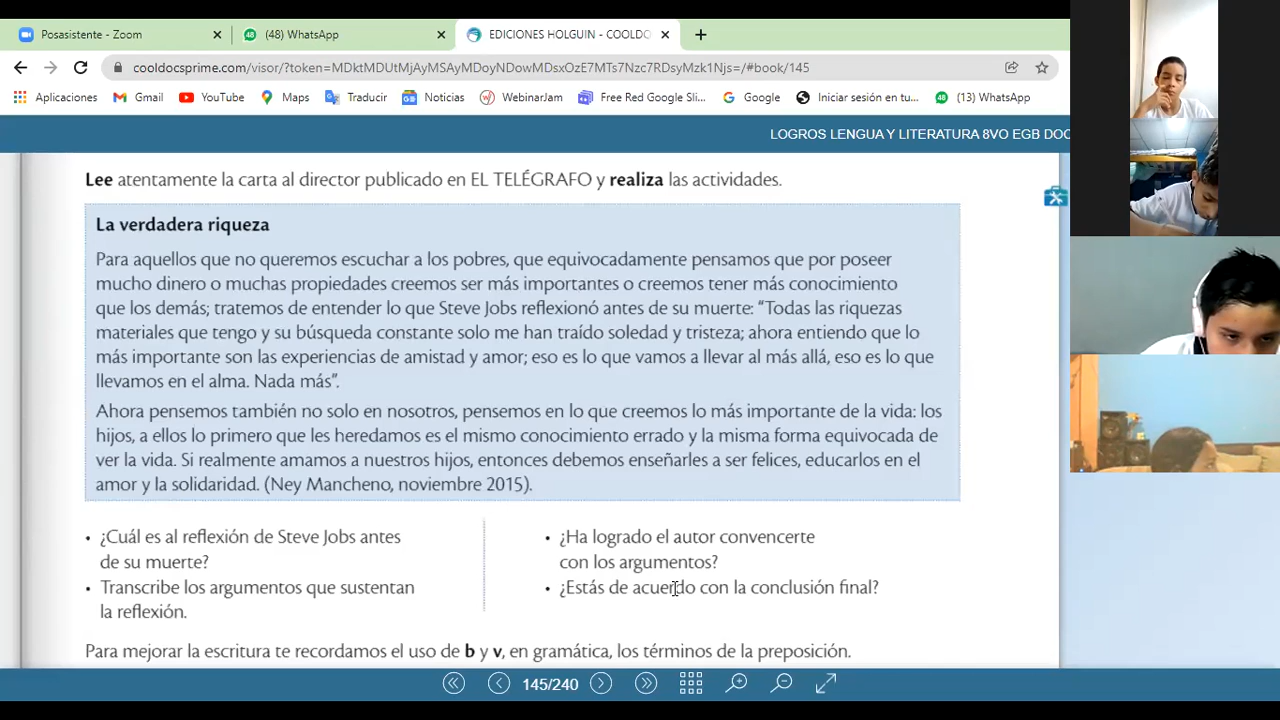 Posasistente - Zoom
(48) WhatsApp
EDICIONES HOLGUIN - COOLDO
cooldocsprime.com/visor/?token=MDktMDUtMjAyMSAyMDoyNDowMDsxOzE7MTs7Nzc7RDsyMzk1Njs=/#book/145
Aplicaciones
Gmail
YouTube
Maps
Traducir
Noticias
WebinarJam
Free Red Google Sli...
Google
Iniciar sesión en tu...
(13) WhatsApp
LOGROS LENGUA Y LITERATURA 8VO EGB DOC
Lee atentamente la carta al director publicado en EL TELÉGRAFO y realiza las actividades.
La verdadera riqueza
Para aquellos que no queremos escuchar a los pobres, que equivocadamente pensamos que por poseer
mucho dinero o muchas propiedades creemos ser más importantes o creemos tener más conocimiento
que los demás; tratemos de entender lo que Steve Jobs reflexionó antes de su muerte: “Todas las riquezas
materiales que tengo y su búsqueda constante solo me han traído soledad y tristeza; ahora entiendo que lo
más importante son las experiencias de amistad y amor; eso es lo que vamos a llevar al más allá, eso es lo que
llevamos en el alma. Nada más”.
Ahora pensemos también no solo en nosotros, pensemos en lo que creemos lo más importante de la vida: los
hijos, a ellos lo primero que les heredamos es el mismo conocimiento errado y la misma forma equivocada de
ver la vida. Si realmente amamos a nuestros hijos, entonces debemos enseñarles a ser felices, educarlos en el
amor y la solidaridad. (Ney Mancheno, noviembre 2015).
• ¿Cuál es al reflexión de Steve Jobs antes
de su muerte?
• Transcribe los argumentos que sustentan
la reflexión.
• ¿Ha logrado el autor convencerte
con los argumentos?
• ¿Estás de acuerdo con la conclusión final?
Para mejorar la escritura te recordamos el uso de b y v, en gramática, los términos de la preposición.
145/240